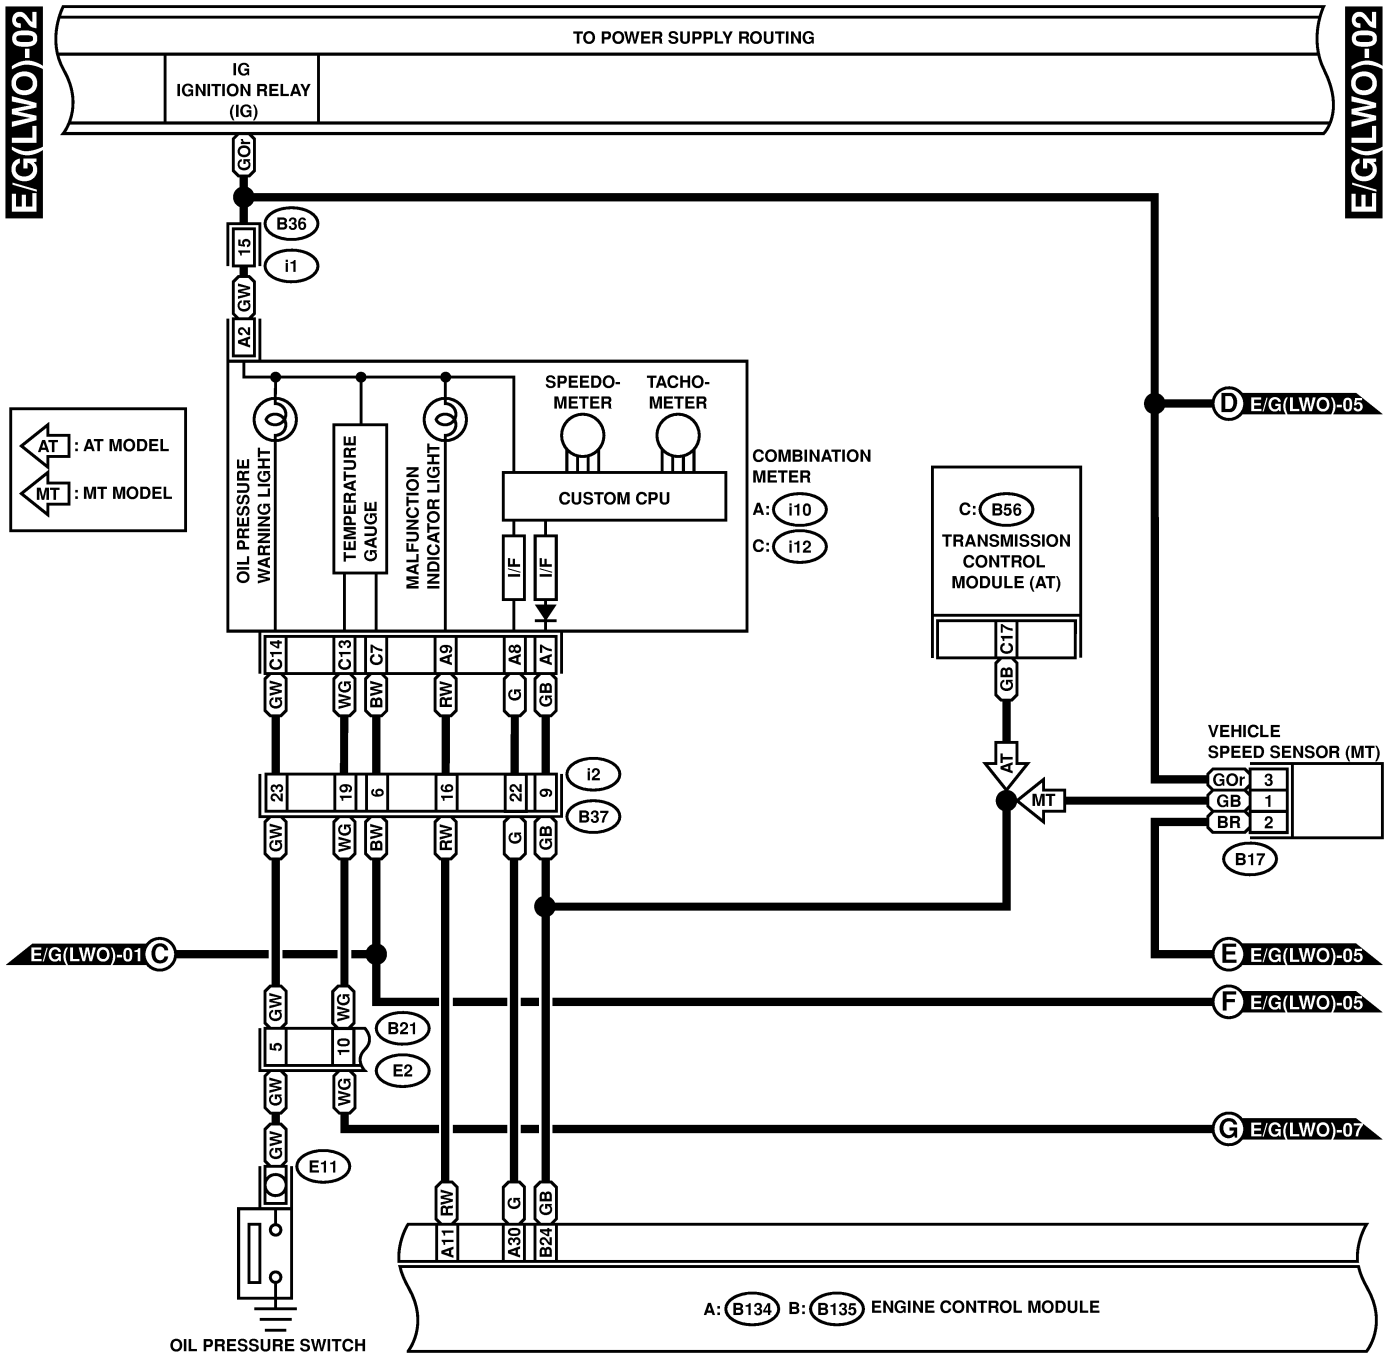 E/G(LWO)-02
E/G(LWO)-02
TO POWER SUPPLY ROUTING
IG
IGNITION RELAY
(IG)
GOr
B36
15
i1
GW
A2
AT : AT MODEL
MT : MT MODEL
OIL PRESSURE
WARNING LIGHT
TEMPERATURE
GAUGE
MALFUNCTION
INDICATOR LIGHT
SPEEDO-
METER
TACHO-
METER
CUSTOM CPU
I/F
I/F
COMBINATION
METER
A: i10
C: i12
D E/G(LWO)-05
C: B56
TRANSMISSION
CONTROL
MODULE (AT)
C17
GB
AT
MT
VEHICLE
SPEED SENSOR (MT)
GOr 3
GB 1
BR 2
B17
C14 C13 C7 A9 A8 A7
GW WG BW RW G GB
i2
23 19 6 16 22 9
B37
GW WG BW RW G GB
E/G(LWO)-01 C
E E/G(LWO)-05
F E/G(LWO)-05
GW WG
B21
5 10
E2
GW WG
G E/G(LWO)-07
GW
E11
RW G GB
A11 A30 B24
A: B134 B: B135 ENGINE CONTROL MODULE
OIL PRESSURE SWITCH